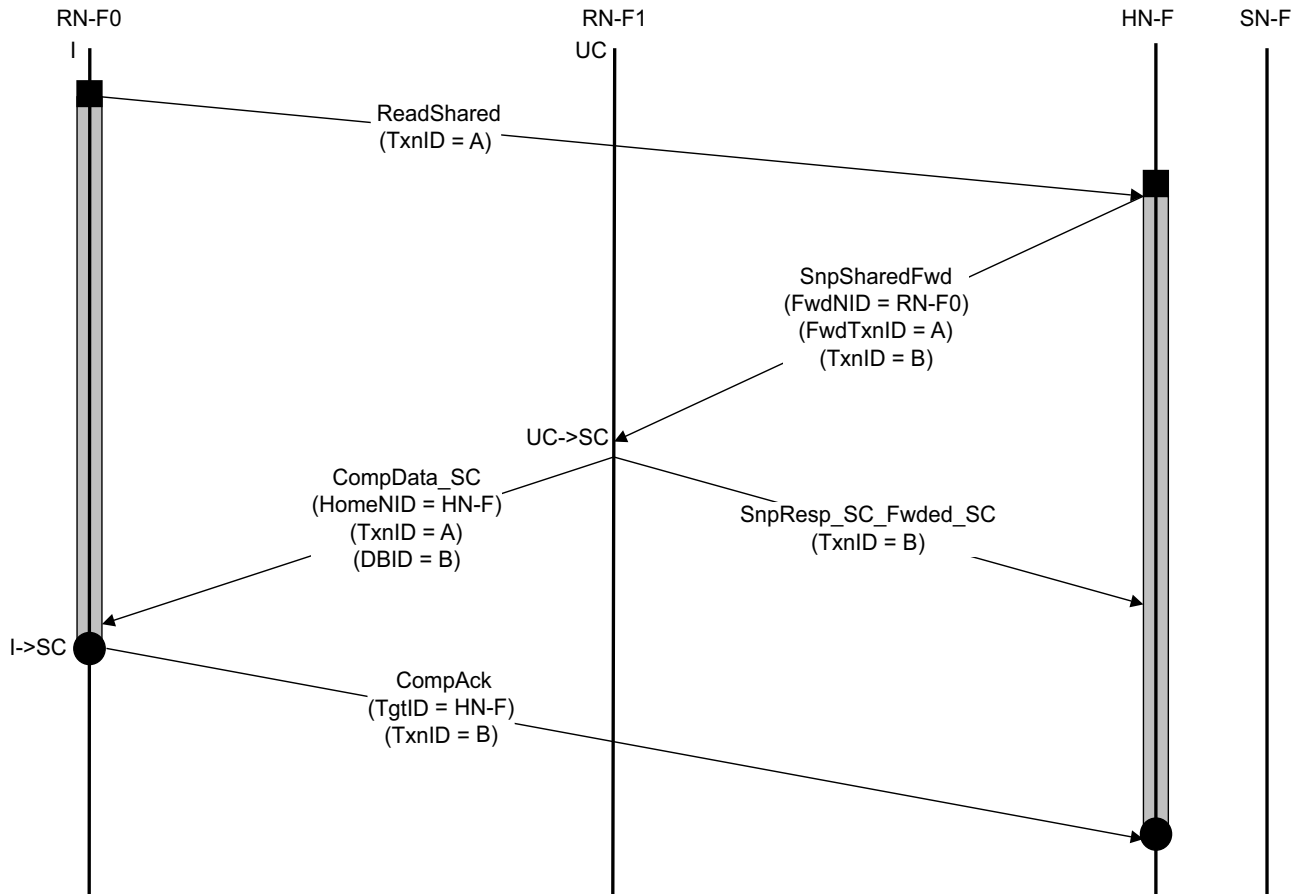 RN-F0
RN-F1
HN-F
SN-F
I
UC
ReadShared
(TxnID = A)
SnpSharedFwd
(FwdNID = RN-F0)
(FwdTxnID = A)
(TxnID = B)
UC->SC
CompData_SC
(HomeNID = HN-F)
(TxnID = A)
(DBID = B)
SnpResp_SC_Fwded_SC
(TxnID = B)
I->SC
CompAck
(TgtID = HN-F)
(TxnID = B)